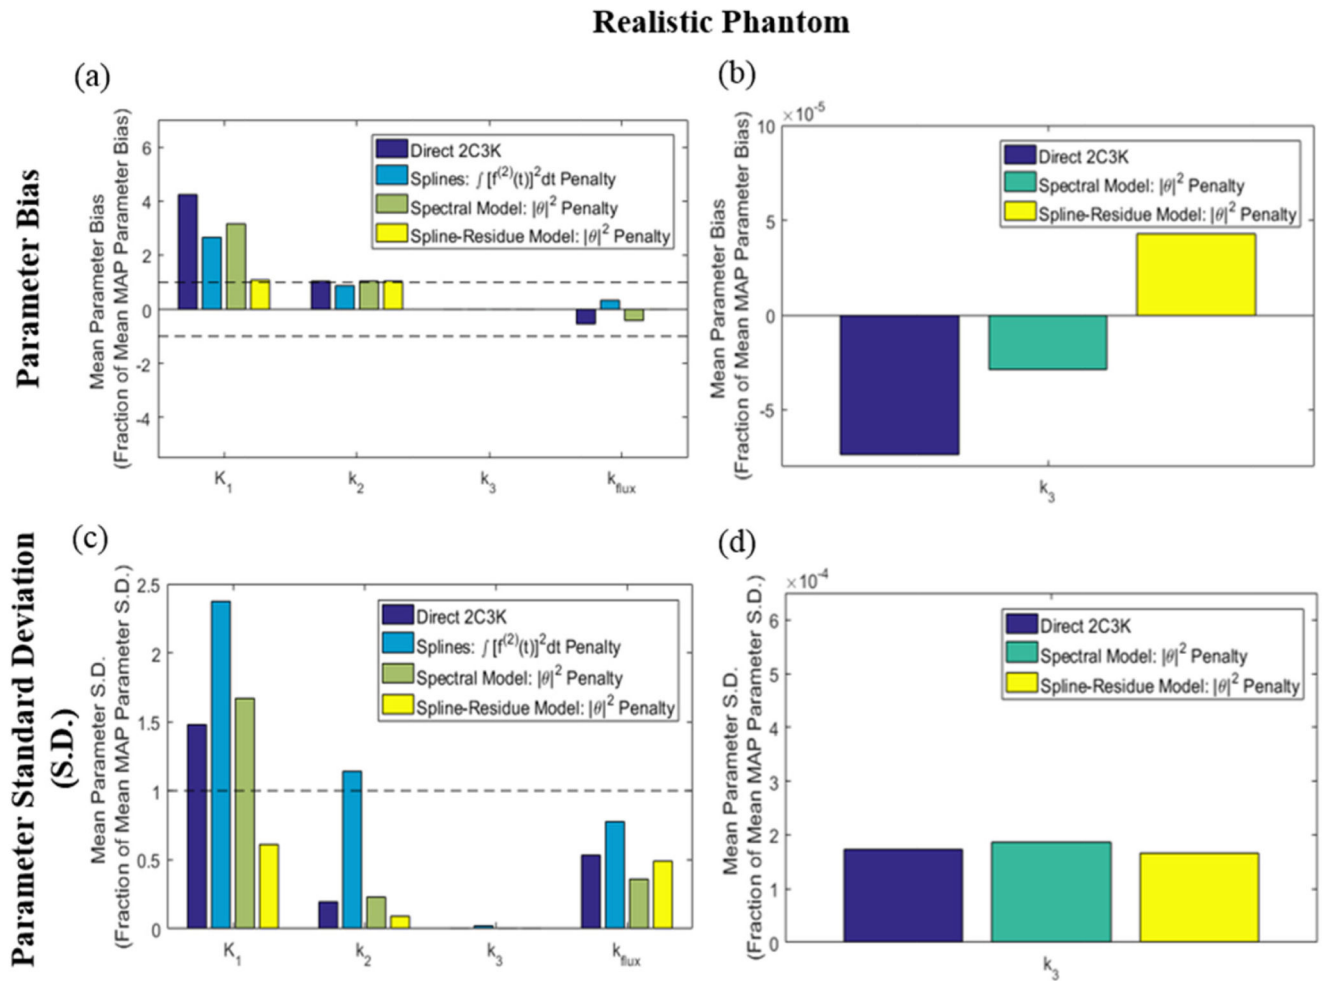 Realistic Phantom
(a)
Parameter Bias
Mean Parameter Bias
(Fraction of Mean MAP Parameter Bias)
6
4
2
0
-2
-4
Direct 2C3K
Splines: ∫ [f⁽²⁾(t)]²dt Penalty
Spectral Model: |θ|² Penalty
Spline-Residue Model: |θ|² Penalty
K₁
k₂
k₃
k_flux
(b)
Mean Parameter Bias
(Fraction of Mean MAP Parameter Bias)
×10⁻⁵
10
5
0
-5
Direct 2C3K
Spectral Model: |θ|² Penalty
Spline-Residue Model: |θ|² Penalty
k₃
(c)
Parameter Standard Deviation
(S.D.)
Mean Parameter S.D.
(Fraction of Mean MAP Parameter S.D.)
2.5
2
1.5
1
0.5
0
Direct 2C3K
Splines: ∫ [f⁽²⁾(t)]²dt Penalty
Spectral Model: |θ|² Penalty
Spline-Residue Model: |θ|² Penalty
K₁
k₂
k₃
k_flux
(d)
Mean Parameter S.D.
(Fraction of Mean MAP Parameter S.D.)
×10⁻⁴
6
5
4
3
2
1
0
Direct 2C3K
Spectral Model: |θ|² Penalty
Spline-Residue Model: |θ|² Penalty
k₃